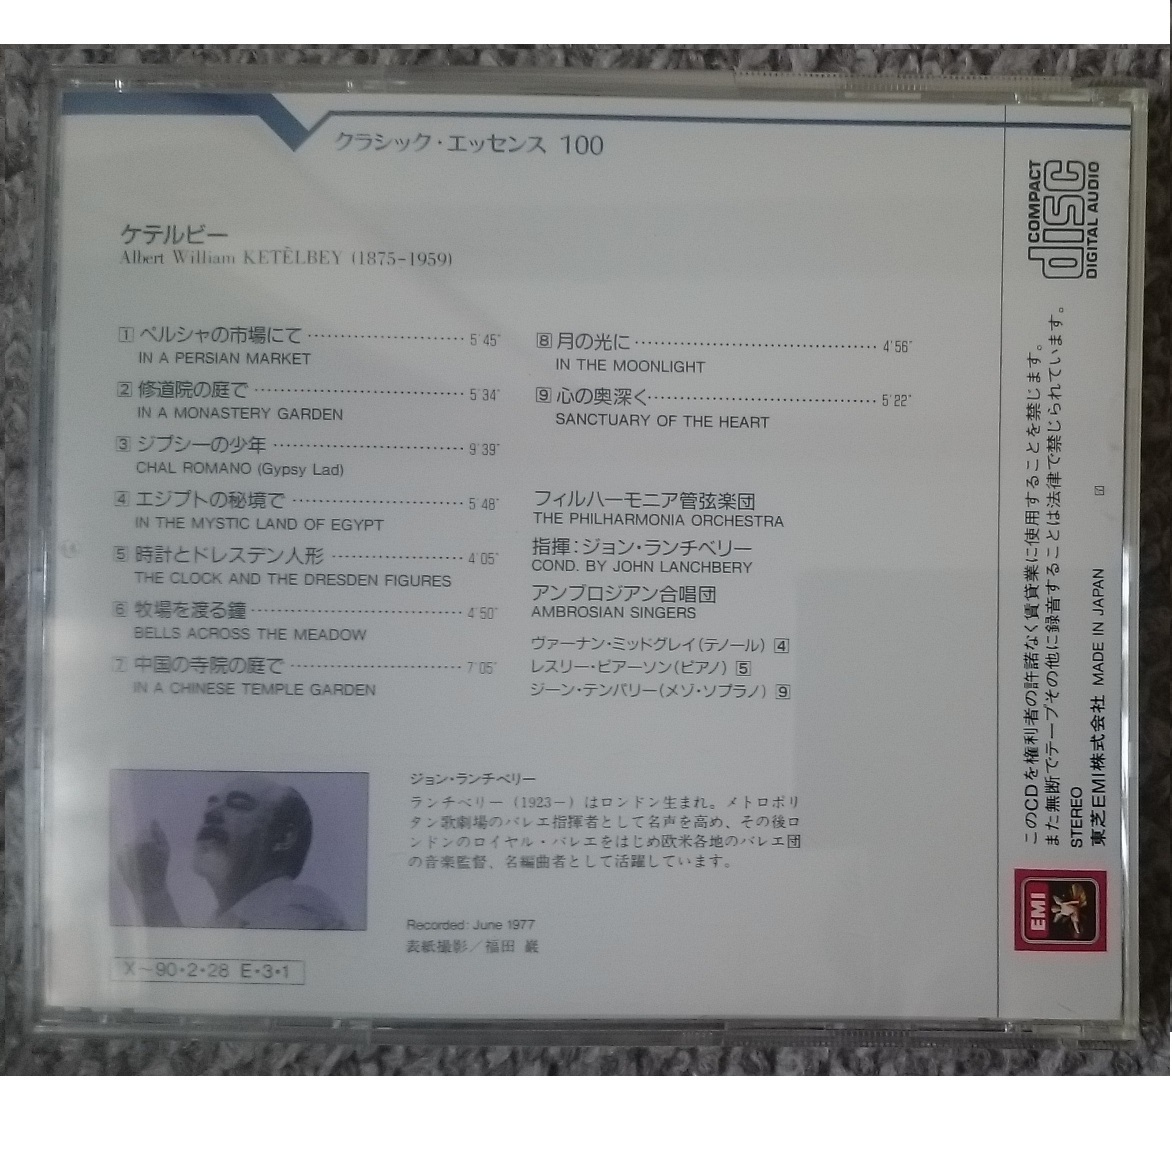 クラシック・エッセンス 100
ケテルビー
Albert William KETÈLBEY (1875-1959)
1 ペルシャの市場にて 5'45"
IN A PERSIAN MARKET
2 修道院の庭で 5'34"
IN A MONASTERY GARDEN
3 ジプシーの少年 9'39"
CHAL ROMANO (Gypsy Lad)
4 エジプトの秘境で 5'48"
IN THE MYSTIC LAND OF EGYPT
5 時計とドレスデン人形 4'05"
THE CLOCK AND THE DRESDEN FIGURES
6 牧場を渡る鐘 4'50"
BELLS ACROSS THE MEADOW
7 中国の寺院の庭で 7'05"
IN A CHINESE TEMPLE GARDEN
8 月の光に 4'56"
IN THE MOONLIGHT
9 心の奥深く 5'22"
SANCTUARY OF THE HEART
フィルハーモニア管弦楽団
THE PHILHARMONIA ORCHESTRA
指揮:ジョン・ランチベリー
COND. BY JOHN LANCHBERY
アンブロジアン合唱団
AMBROSIAN SINGERS
ヴァーナン・ミッドグレイ(テノール) 4
レスリー・ピアーソン(ピアノ) 5
ジーン・テンパリー(メゾ・ソプラノ) 9
ジョン・ランチベリー
ランチベリー(1923–)はロンドン生まれ。メトロポリ
タン歌劇場のバレエ指揮者として名声を高め、その後ロ
ンドンのロイヤル・バレエをはじめ欧米各地のバレエ団
の音楽監督、名編曲者として活躍しています。
Recorded: June 1977
表紙撮影／福田 巌
X-90・2・28 E・3・1
COMPACT
disc
DIGITAL AUDIO
このCDを権利者の許諾なく賃貸業に使用することを禁じます。
また無断でテープその他に録音することは法律で禁じられています。
STEREO
東芝EMI株式会社 MADE IN JAPAN
EMI